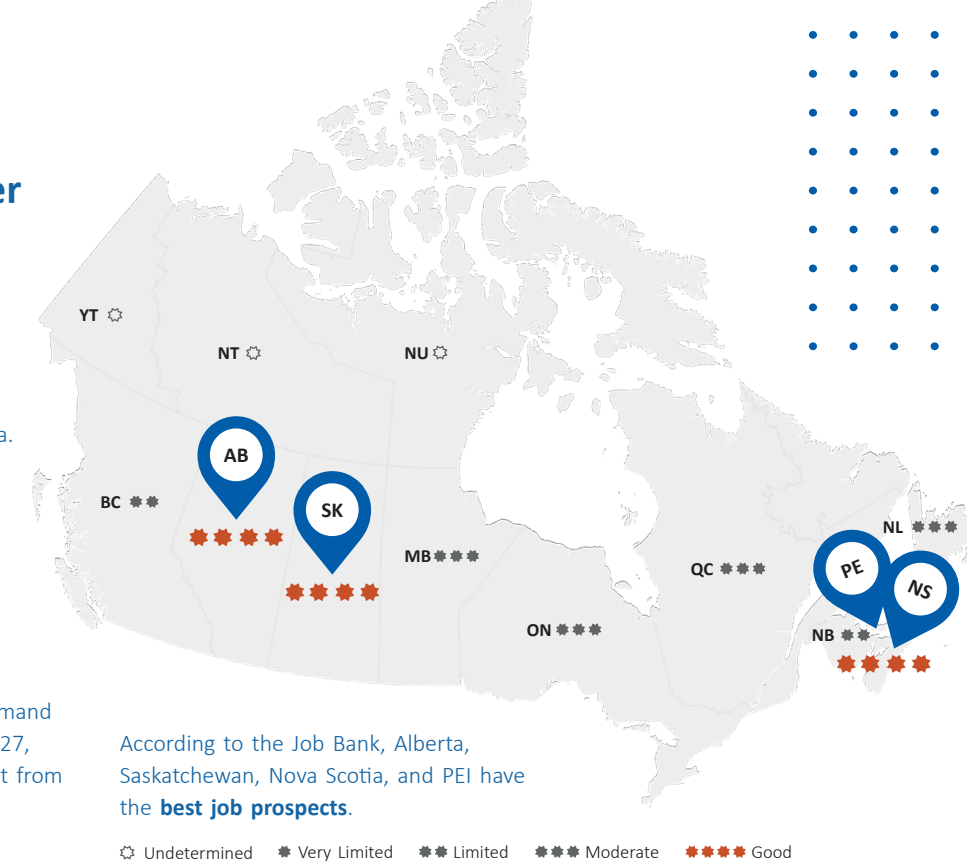 er
YT
NT
NU
a.
AB
BC
SK
NL
MB
QC
PE
NS
ON
NB
mand
27,
t from
According to the Job Bank, Alberta,
Saskatchewan, Nova Scotia, and PEI have
the best job prospects.
Undetermined Very Limited Limited Moderate Good